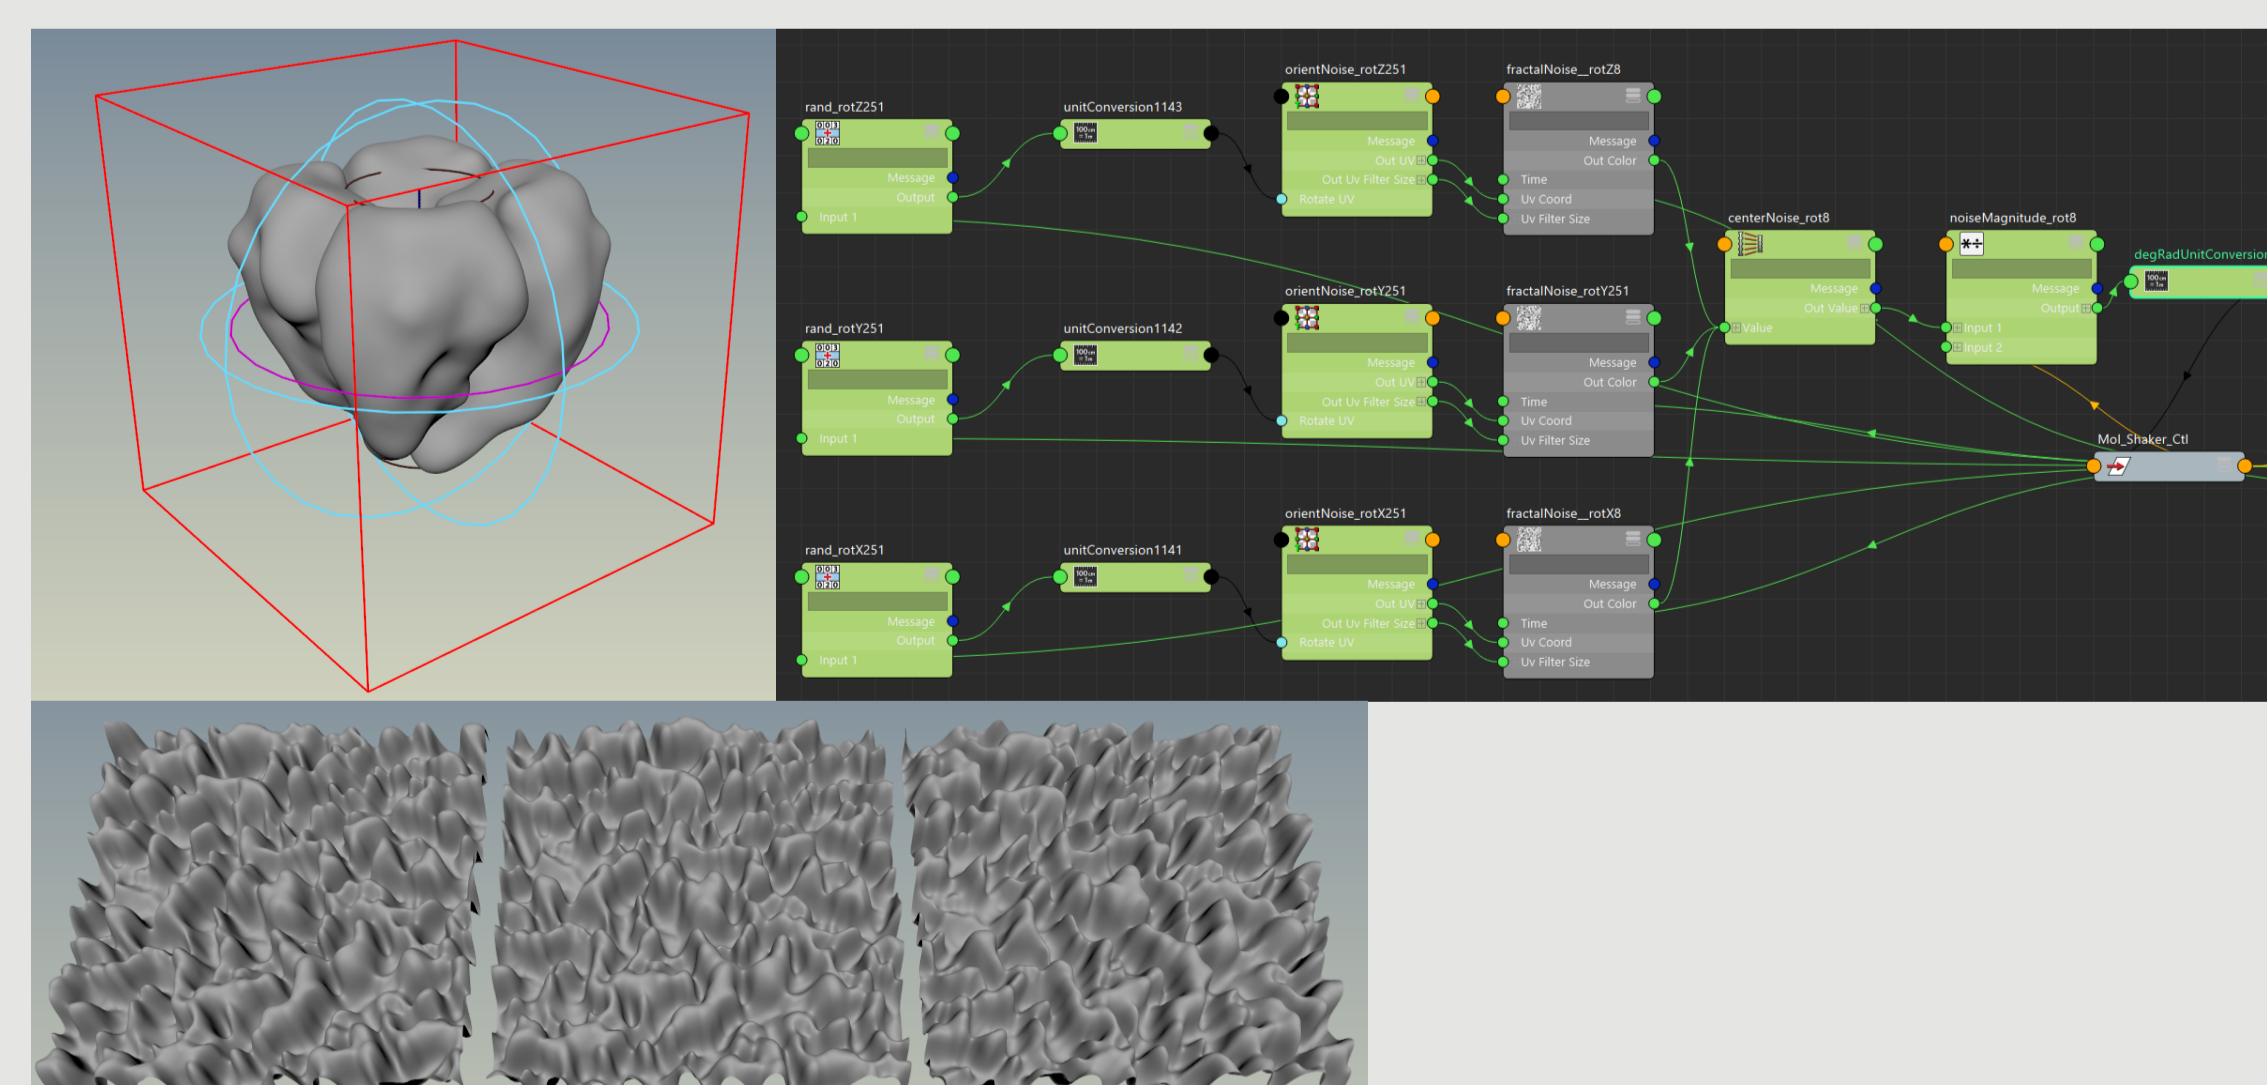 orientNoise_rotZ251
fractalNoise__rotZ8
rand_rotZ251
unitConversion1143
Message
Message
Out UV
Out Color
Message
Out Uv Filter Size
Time
Output
Rotate UV
Uv Coord
Input 1
Uv Filter Size
centerNoise_rot8
noiseMagnitude_rot8
degRadUnitConversion
Message
Message
Out Value
Output
Value
Input 1
Input 2
orientNoise_rotY251
fractalNoise_rotY251
rand_rotY251
unitConversion1142
Message
Message
Out UV
Out Color
Message
Out Uv Filter Size
Time
Output
Rotate UV
Uv Coord
Input 1
Uv Filter Size
Mol_Shaker_Ctl
orientNoise_rotX251
fractalNoise__rotX8
rand_rotX251
unitConversion1141
Message
Message
Out UV
Out Color
Message
Out Uv Filter Size
Time
Output
Rotate UV
Uv Coord
Input 1
Uv Filter Size